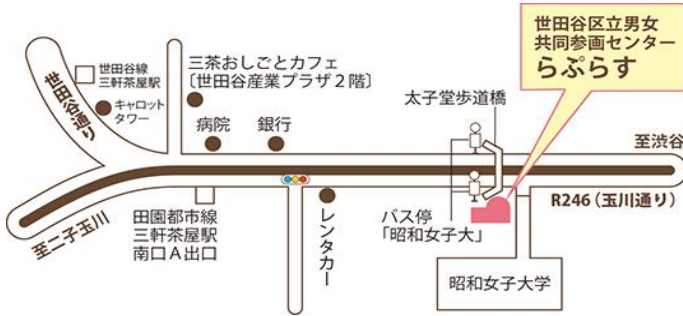 世田谷区立男女
共同参画センター
らぷらす
三茶おしごとカフェ
〔世田谷産業プラザ2階〕
世田谷線
三軒茶屋駅
キャロット
タワー
世田谷通り
病院
銀行
太子堂歩道橋
至渋谷
R246(玉川通り)
至二子玉川
田園都市線
三軒茶屋駅
南口A出口
レンタカー
バス停
「昭和女子大」
昭和女子大学